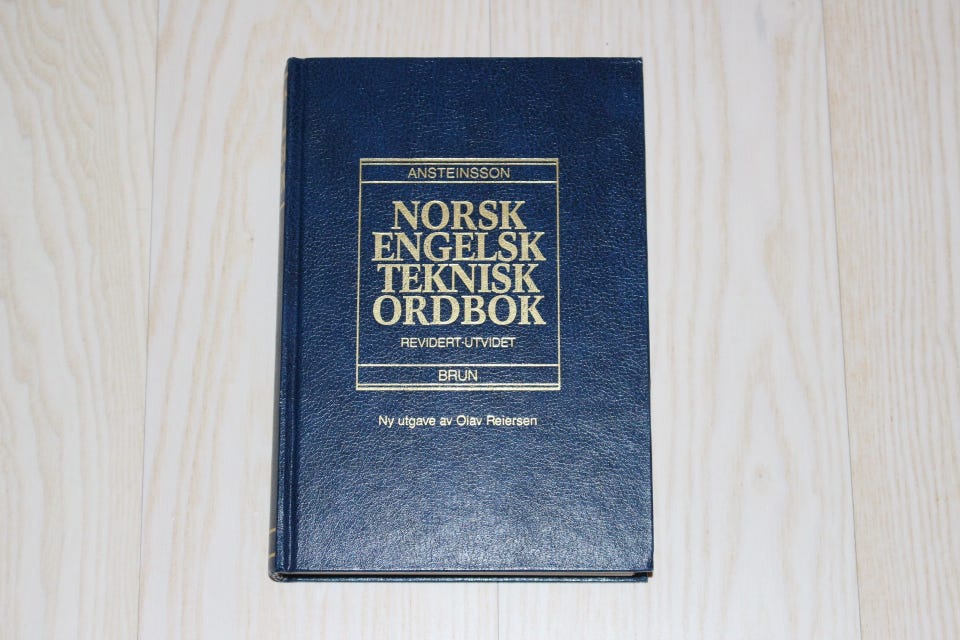 ANSTEINSSON
NORSK
ENGELSK
TEKNISK
ORDBOK
REVIDERT-UTVIDET
BRUN
Ny utgave av Olav Reiersen